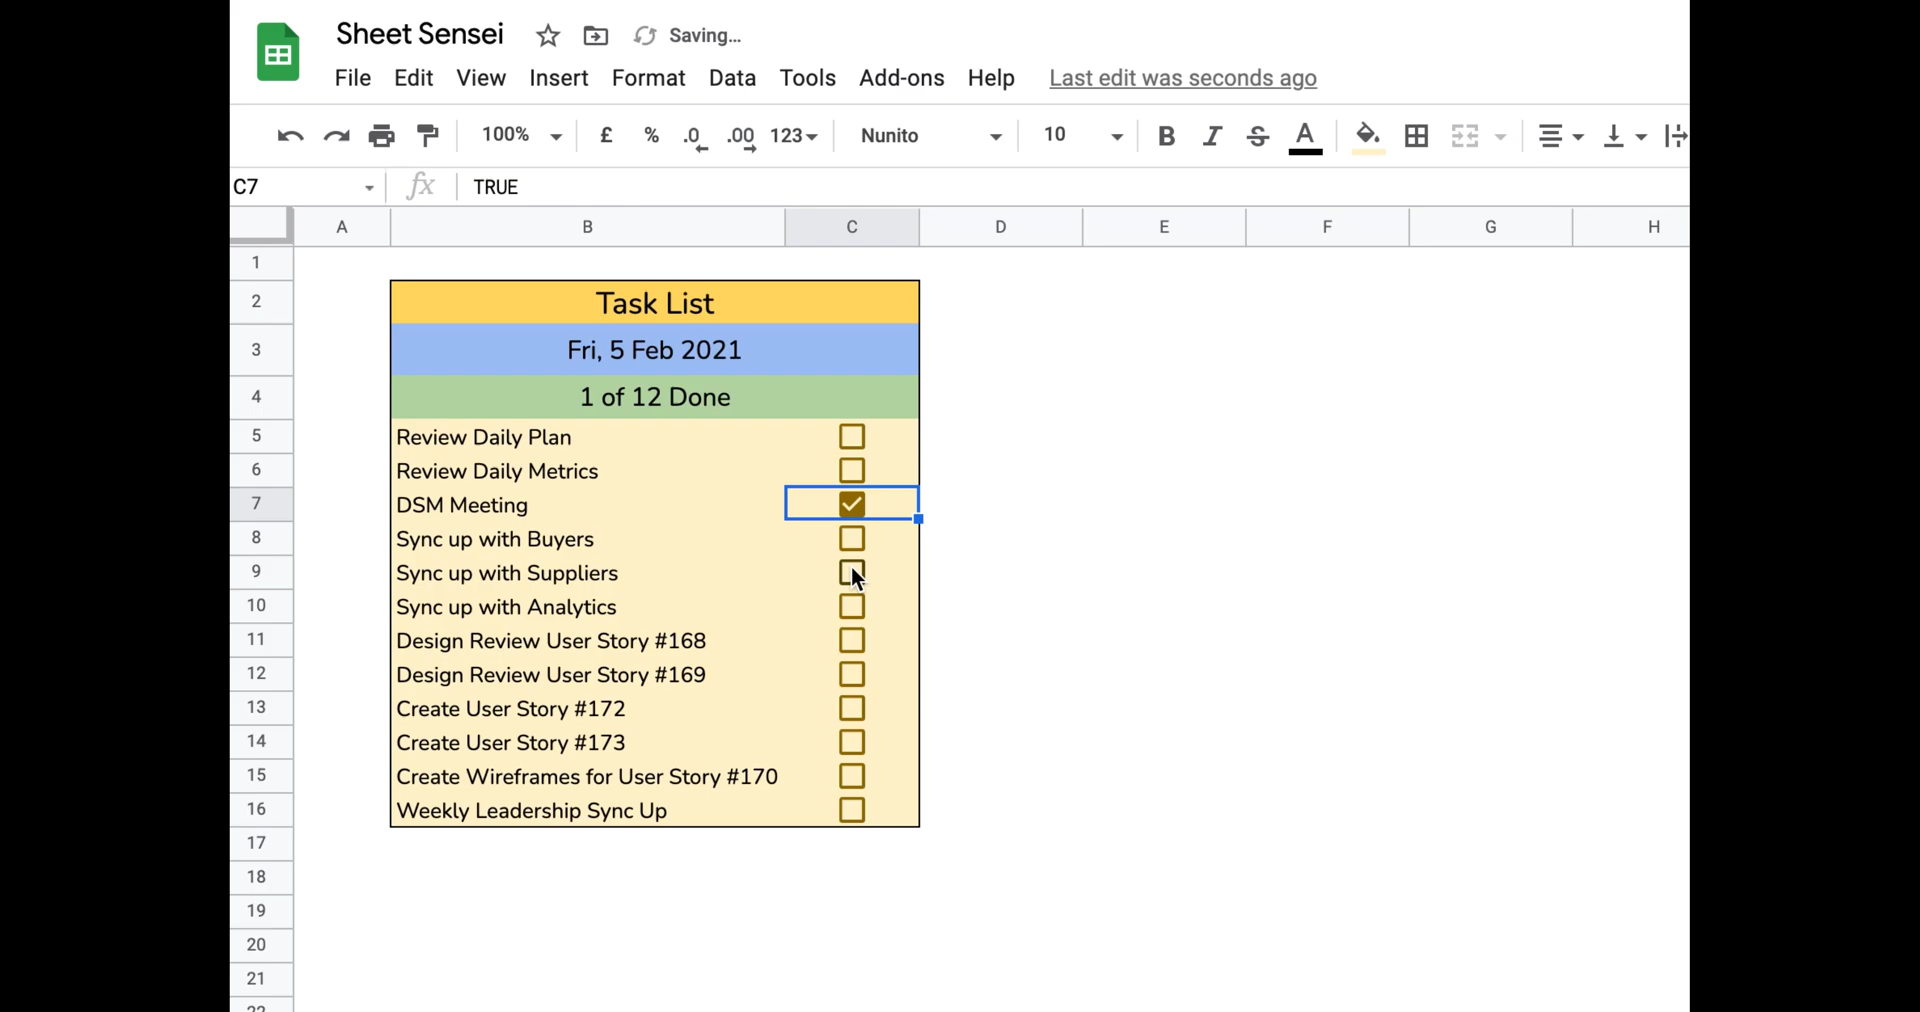 Sheet Sensei Saving...
File Edit View Insert Format Data Tools Add-ons Help Last edit was seconds ago
100% £ % .0 .00 123 Nunito 10 B I S A
C7 fx TRUE
A B C D E F G H
1
2 Task List
3 Fri, 5 Feb 2021
4 1 of 12 Done
5 Review Daily Plan
6 Review Daily Metrics
7 DSM Meeting
8 Sync up with Buyers
9 Sync up with Suppliers
10 Sync up with Analytics
11 Design Review User Story #168
12 Design Review User Story #169
13 Create User Story #172
14 Create User Story #173
15 Create Wireframes for User Story #170
16 Weekly Leadership Sync Up
17
18
19
20
21